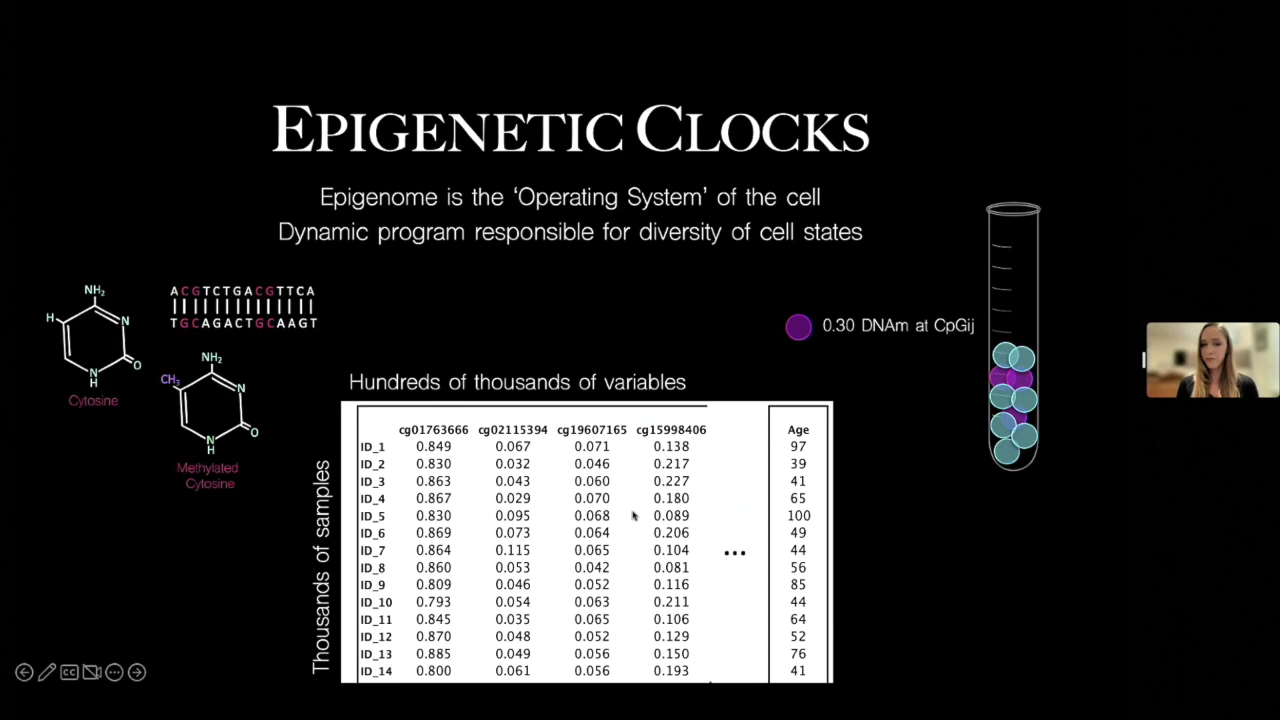 EPIGENETIC CLOCKS
Epigenome is the 'Operating System' of the cell
Dynamic program responsible for diversity of cell states
NH2
H
N
O
N
H
Cytosine
ACGTCTGACGTTCA
TGCAGACTGCAAGT
NH2
CH3
N
O
N
H
Methylated
Cytosine
0.30 DNAm at CpGij
Hundreds of thousands of variables
Thousands of samples
cg01763666 cg02115394 cg19607165 cg15998406 Age
ID_1 0.849 0.067 0.071 0.138 97
ID_2 0.830 0.032 0.046 0.217 39
ID_3 0.863 0.043 0.060 0.227 41
ID_4 0.867 0.029 0.070 0.180 65
ID_5 0.830 0.095 0.068 0.089 100
ID_6 0.869 0.073 0.064 0.206 49
ID_7 0.864 0.115 0.065 0.104 44
ID_8 0.860 0.053 0.042 0.081 56
ID_9 0.809 0.046 0.052 0.116 85
ID_10 0.793 0.054 0.063 0.211 44
ID_11 0.845 0.035 0.065 0.106 64
ID_12 0.870 0.048 0.052 0.129 52
ID_13 0.885 0.049 0.056 0.150 76
ID_14 0.800 0.061 0.056 0.193 41
...
CC